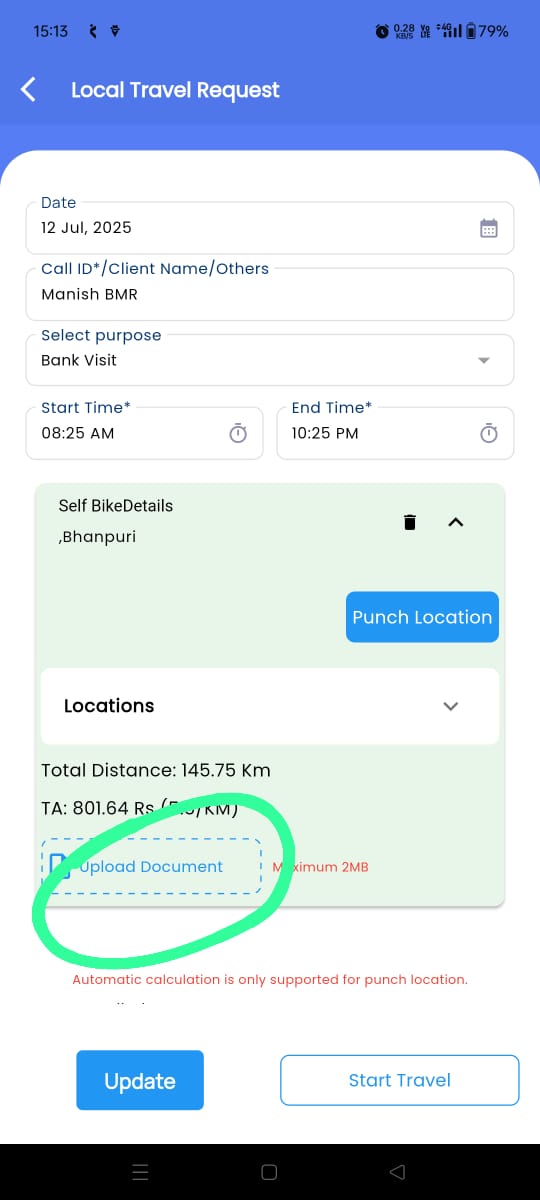 15:13
0.28 KB/S Vo LTE 4G 79%
Local Travel Request
Date
12 Jul, 2025
Call ID*/Client Name/Others
Manish BMR
Select purpose
Bank Visit
Start Time* End Time*
08:25 AM 10:25 PM
Self BikeDetails
,Bhanpuri
Punch Location
Locations
Total Distance: 145.75 Km
TA: 801.64 Rs (5.5/KM)
Upload Document Maximum 2MB
Automatic calculation is only supported for punch location.
Update Start Travel